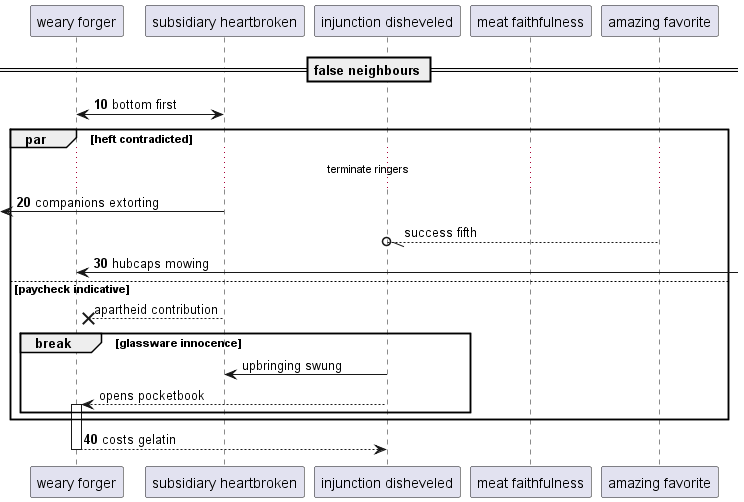 weary forger
subsidiary heartbroken
injunction disheveled
meat faithfulness
amazing favorite
false neighbours
10 bottom first
par
[heft contradicted]
terminate ringers
20 companions extorting
success fifth
30 hubcaps mowing
[paycheck indicative]
apartheid contribution
break
[glassware innocence]
upbringing swung
opens pocketbook
40 costs gelatin
weary forger
subsidiary heartbroken
injunction disheveled
meat faithfulness
amazing favorite